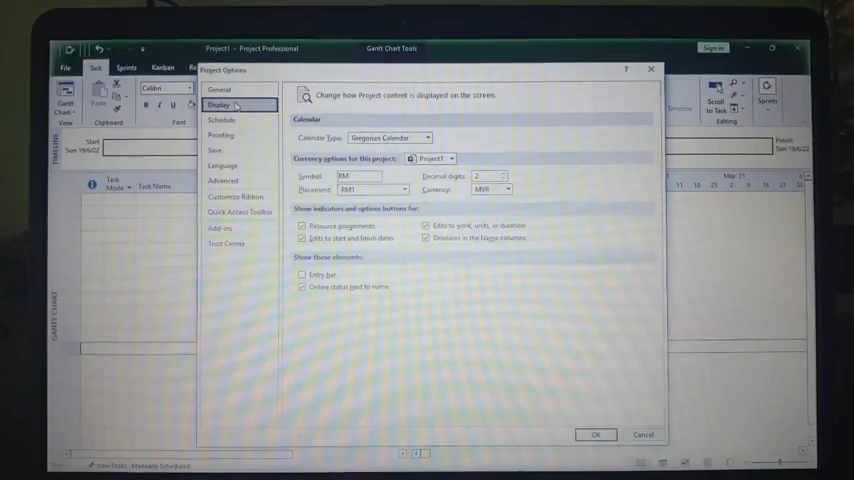 Project1 - Project Professional
Gantt Chart Tools
Sign in
File
Task
Sprints
Kanban
Project Options
General
Display
Schedule
Proofing
Save
Language
Advanced
Customize Ribbon
Quick Access Toolbar
Add-ins
Trust Center
Change how Project content is displayed on the screen.
Calendar
Calendar Type: Gregorian Calendar
Currency options for this project: Project1
Symbol: RM
Decimal digits: 2
Placement: RM1
Currency: MYR
Show indicators and options buttons for:
Resource assignments
Edits to work, units, or duration
Edits to start and finish dates
Deletions in the Name columns
Show these elements:
Entry bar
Online status next to name
OK
Cancel
Gantt
Chart
View
Paste
Clipboard
Calibri
B I U
Font
Timeline
Scroll
to Task
Editing
Sprints
TIMELINE
Start
Sun 19/6/22
Finish
Sun 19/6/22
Task
Mode
Task Name
May '21
11 18 25 2 9 16 23 30
GANTT CHART
New Tasks : Manually Scheduled